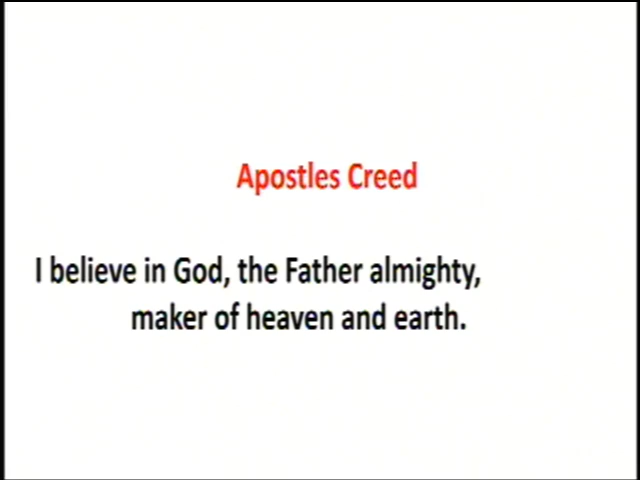 Apostles Creed
I believe in God, the Father almighty,
maker of heaven and earth.